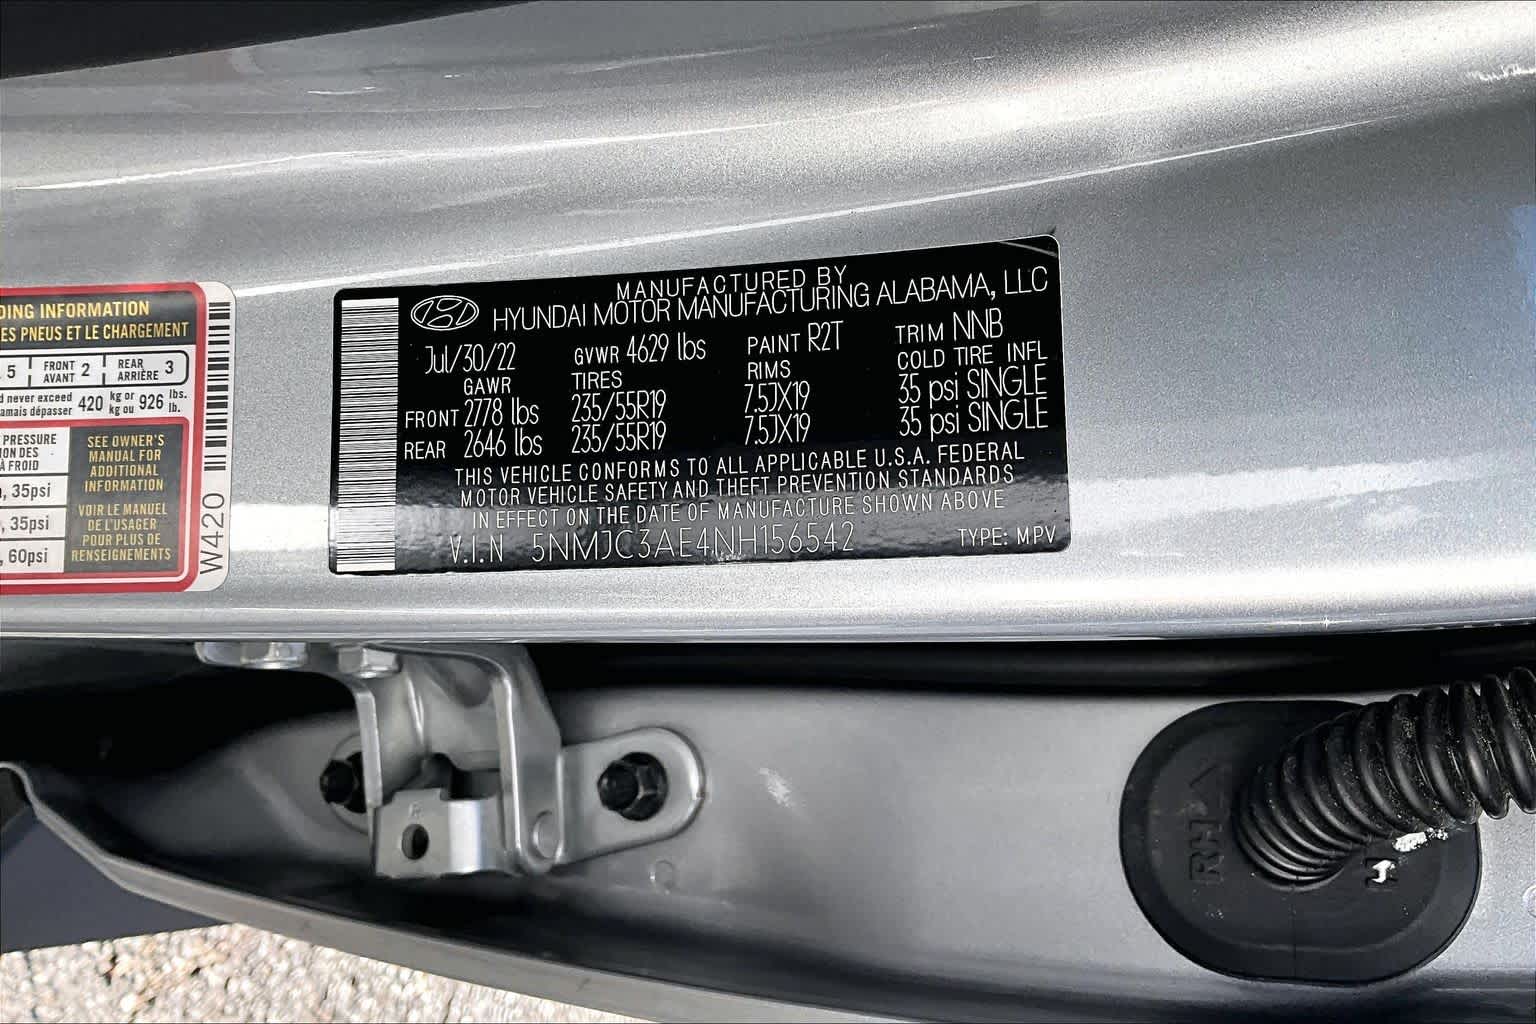 DING INFORMATION
ES PNEUS ET LE CHARGEMENT
5 FRONT AVANT 2 REAR ARRIÈRE 3
d never exceed 420 kg or 926 lbs.
amais dépasser kg ou lb.
PRESSURE
ION DES
À FROID
, 35psi
, 35psi
, 60psi
SEE OWNER'S
MANUAL FOR
ADDITIONAL
INFORMATION
VOIR LE MANUEL
DE L'USAGER
POUR PLUS DE
RENSEIGNEMENTS
W420
MANUFACTURED BY
HYUNDAI MOTOR MANUFACTURING ALABAMA, LLC
Jul/30/22 GVWR 4629 lbs PAINT R2T TRIM NNB
GAWR TIRES RIMS COLD TIRE INFL
FRONT 2778 lbs 235/55R19 7.5JX19 35 psi SINGLE
REAR 2646 lbs 235/55R19 7.5JX19 35 psi SINGLE
THIS VEHICLE CONFORMS TO ALL APPLICABLE U.S.A. FEDERAL
MOTOR VEHICLE SAFETY AND THEFT PREVENTION STANDARDS
IN EFFECT ON THE DATE OF MANUFACTURE SHOWN ABOVE
V.I.N 5NMJC3AE4NH156542 TYPE: MPV
RH